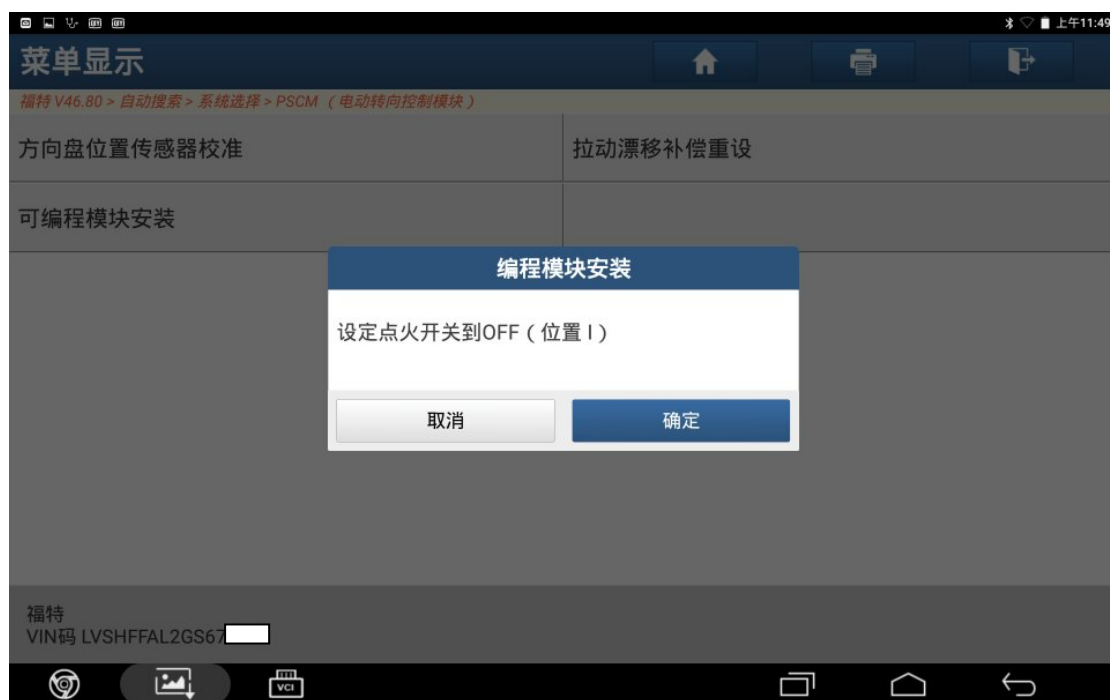 上午11:49
菜单显示
福特 V46.80 > 自动搜索 > 系统选择 > PSCM （电动转向控制模块）
方向盘位置传感器校准
拉动漂移补偿重设
可编程模块安装
编程模块安装
设定点火开关到OFF（位置 I）
取消
确定
福特
VIN码 LVSHFFAL2GS67
VCI